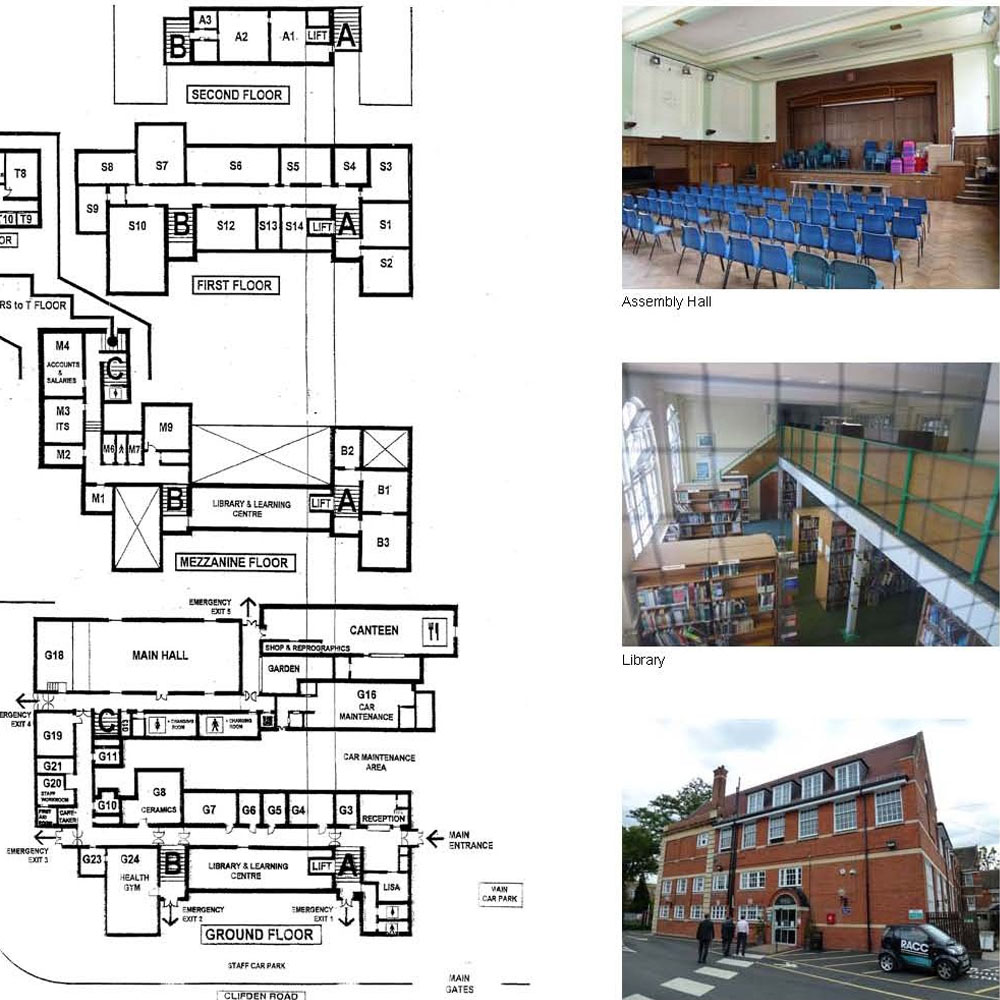 A3
A2
A1
LIFT
A
B
SECOND FLOOR
T8
T10 T9
OR
S8
S7
S6
S5
S4
S3
S9
S10
B
S12
S13
S14
LIFT
A
S1
S2
FIRST FLOOR
RS to T FLOOR
M4
ACCOUNTS
&
SALARIES
C
M3
ITS
M2
M9
M6
M7
M1
B
LIBRARY & LEARNING
CENTRE
LIFT
A
B2
B1
B3
MEZZANINE FLOOR
EMERGENCY
EXIT 5
CANTEEN
SHOP & REPROGRAPHICS
G18
MAIN HALL
GARDEN
G16
CAR
MAINTENANCE
ERGENCY
EXIT 4
C
G13
+ CHANGING
ROOM
+ CHANGING
ROOM
G19
G11
CAR MAINTENANCE
AREA
G21
G20
STAFF
WORKROOM
FIRST
AID
ROOM
CARE-
TAKER
G10
G8
CERAMICS
G7
G6
G5
G4
G3
RECEPTION
MAIN
ENTRANCE
EMERGENCY
EXIT 3
G23
G24
HEALTH
GYM
B
LIBRARY & LEARNING
CENTRE
LIFT
A
LISA
EMERGENCY
EXIT 2
EMERGENCY
EXIT 1
MAIN
CAR PARK
GROUND FLOOR
STAFF CAR PARK
MAIN
GATES
CLIFDEN ROAD
Assembly Hall
Library
RACC